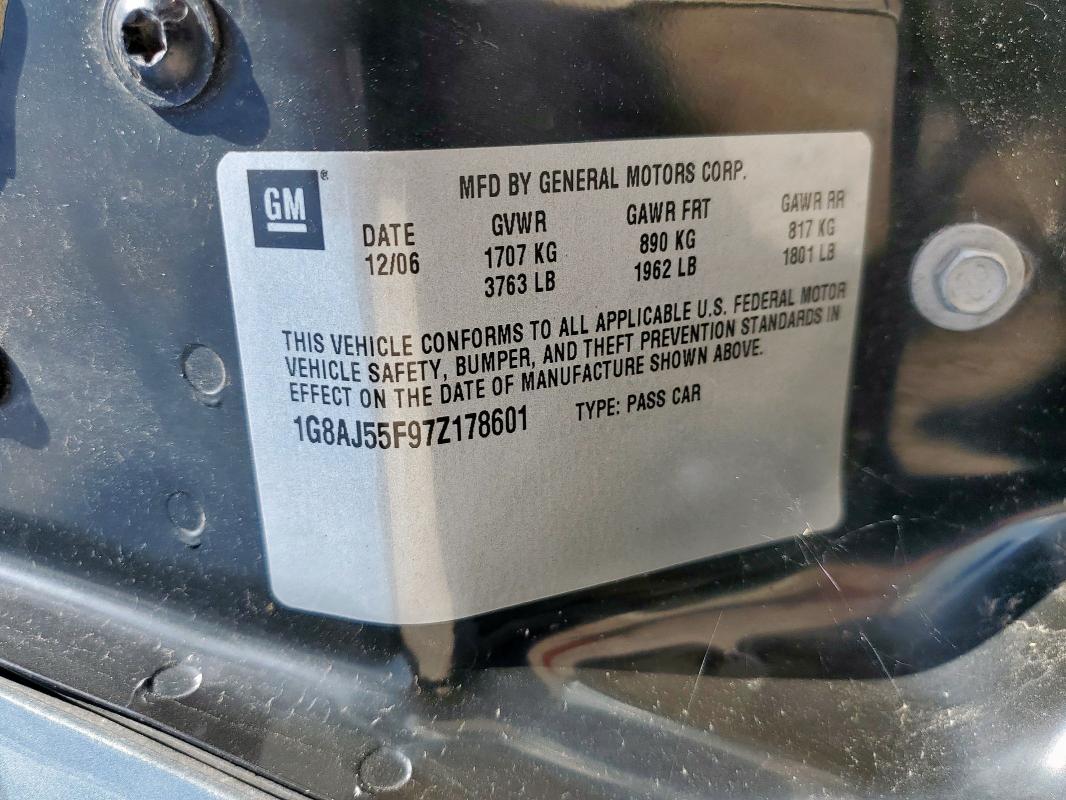 GM®
MFD BY GENERAL MOTORS CORP.
DATE GVWR GAWR FRT GAWR RR
12/06 1707 KG 890 KG 817 KG
3763 LB 1962 LB 1801 LB
THIS VEHICLE CONFORMS TO ALL APPLICABLE U.S. FEDERAL MOTOR
VEHICLE SAFETY, BUMPER, AND THEFT PREVENTION STANDARDS IN
EFFECT ON THE DATE OF MANUFACTURE SHOWN ABOVE.
1G8AJ55F97Z178601 TYPE: PASS CAR